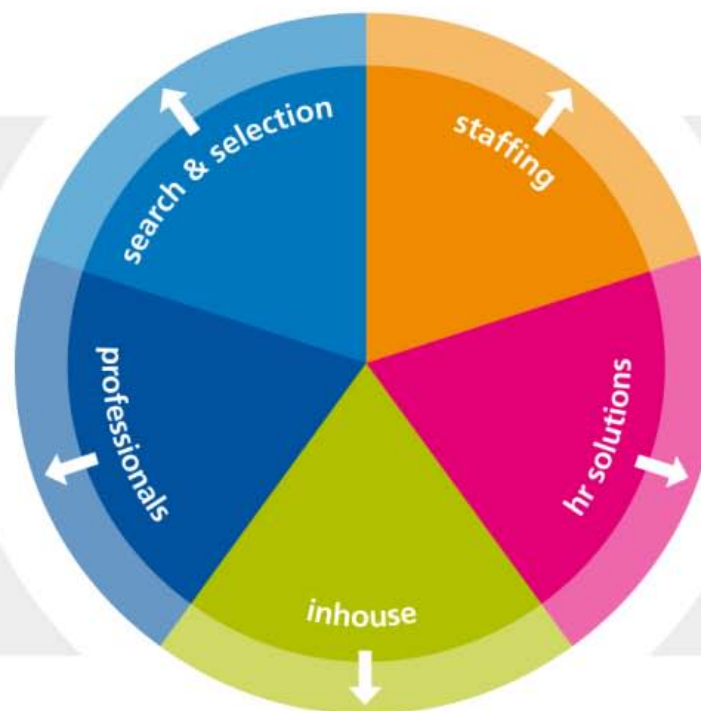 search & selection
staffing
professionals
hr solutions
inhouse